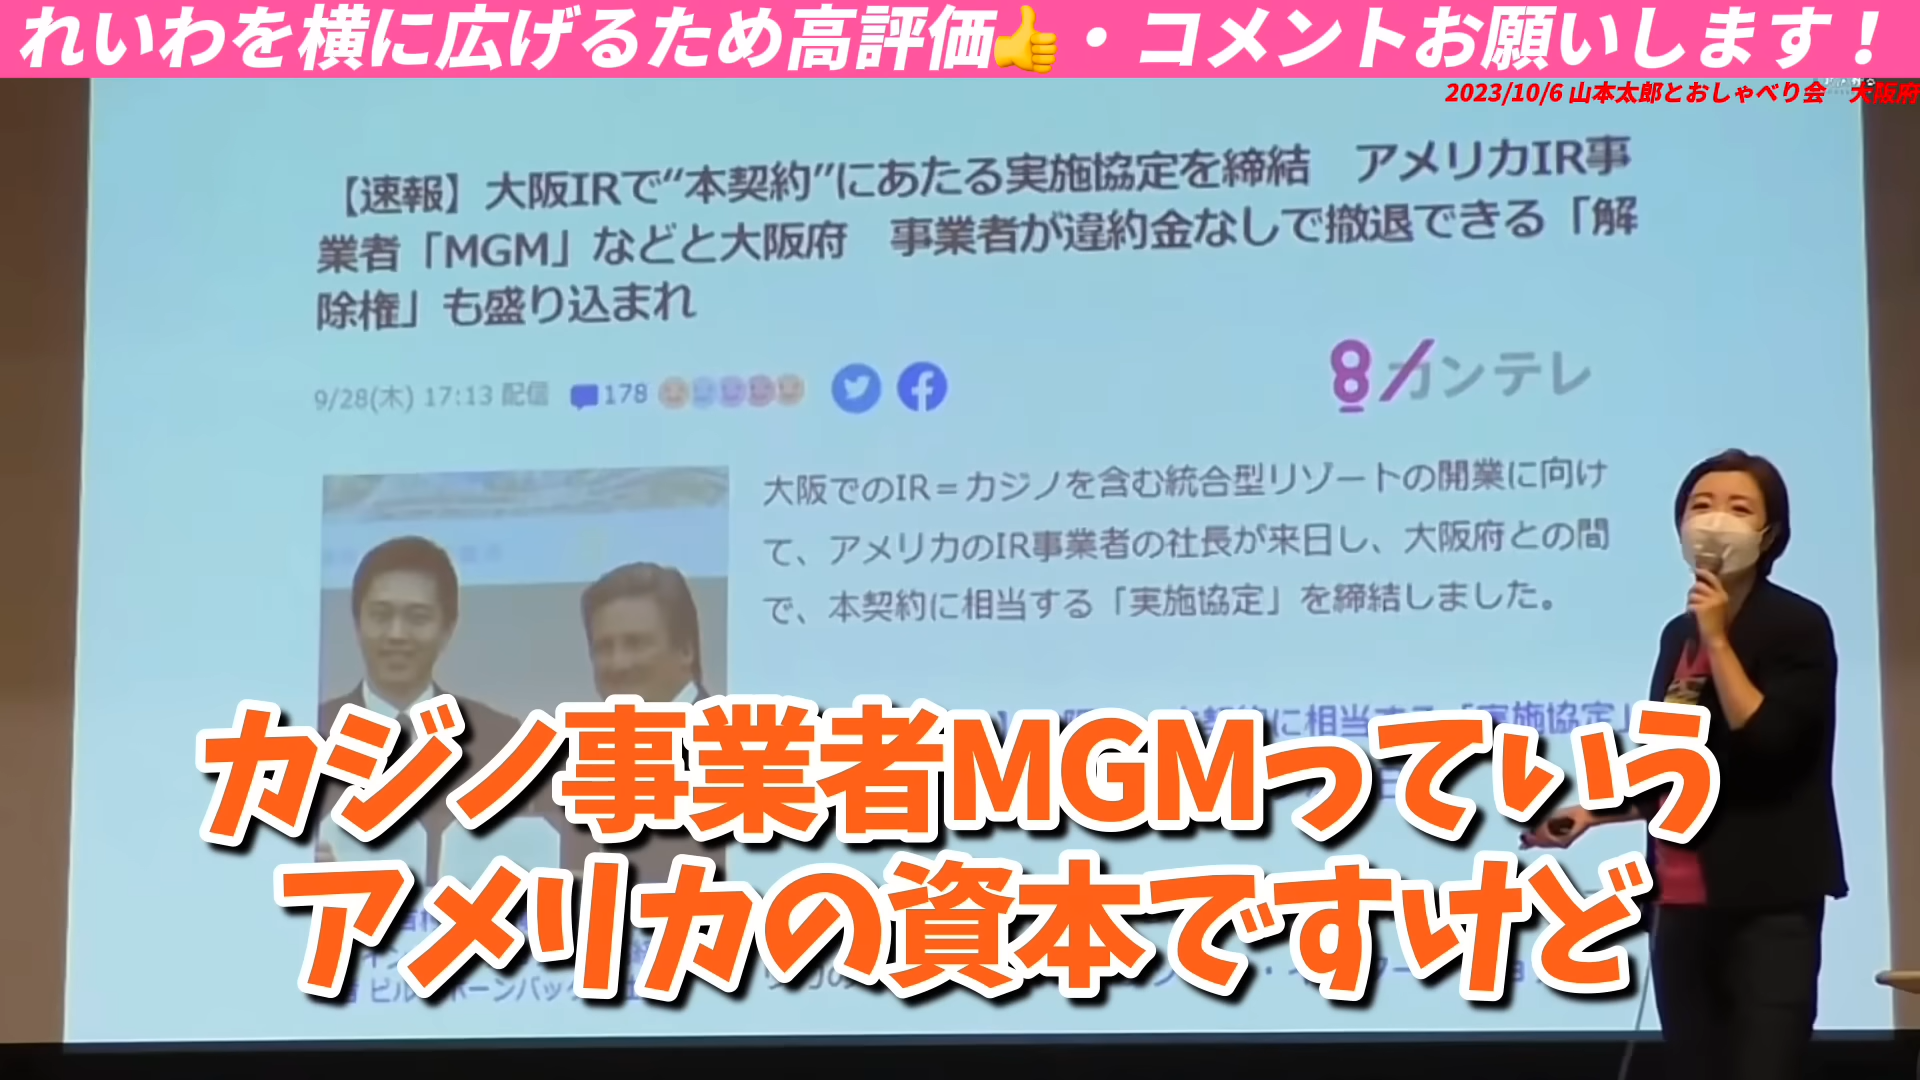 れいわを横に広げるため高評価👍・コメントお願いします！
2023/10/6 山本太郎とおしゃべり会　大阪府
【速報】大阪IRで“本契約”にあたる実施協定を締結　アメリカIR事
業者「MGM」などと大阪府　事業者が違約金なしで撤退できる「解
除権」も盛り込まれ
9/28(木) 17:13 配信
178
カンテレ
大阪でのIR＝カジノを含む統合型リゾートの開業に向け
て、アメリカのIR事業者の社長が来日し、大阪府との間
で、本契約に相当する「実施協定」を締結しました。
に相当する「実施協定」
カジノ事業者MGMっていう
アメリカの資本ですけど